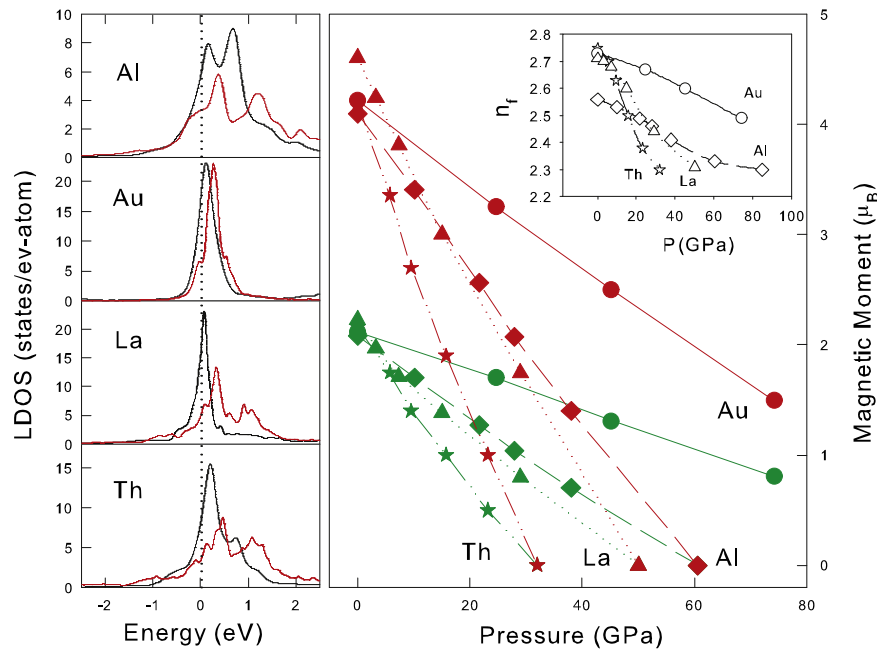 LDOS (states/ev-atom)
10
8
6
4
2
0
Al
20
15
10
5
0
Au
20
15
10
5
0
La
15
10
5
0
Th
-2 -1 0 1 2
Energy (eV)
2.8
2.7
2.6
2.5
2.4
2.3
2.2
n_f
Au
Al
Th
La
0 20 40 60 80 100
P(GPa)
Au
Th La Al
0 20 40 60 80
Pressure (GPa)
5
4
3
2
1
0
Magnetic Moment (μ_B)